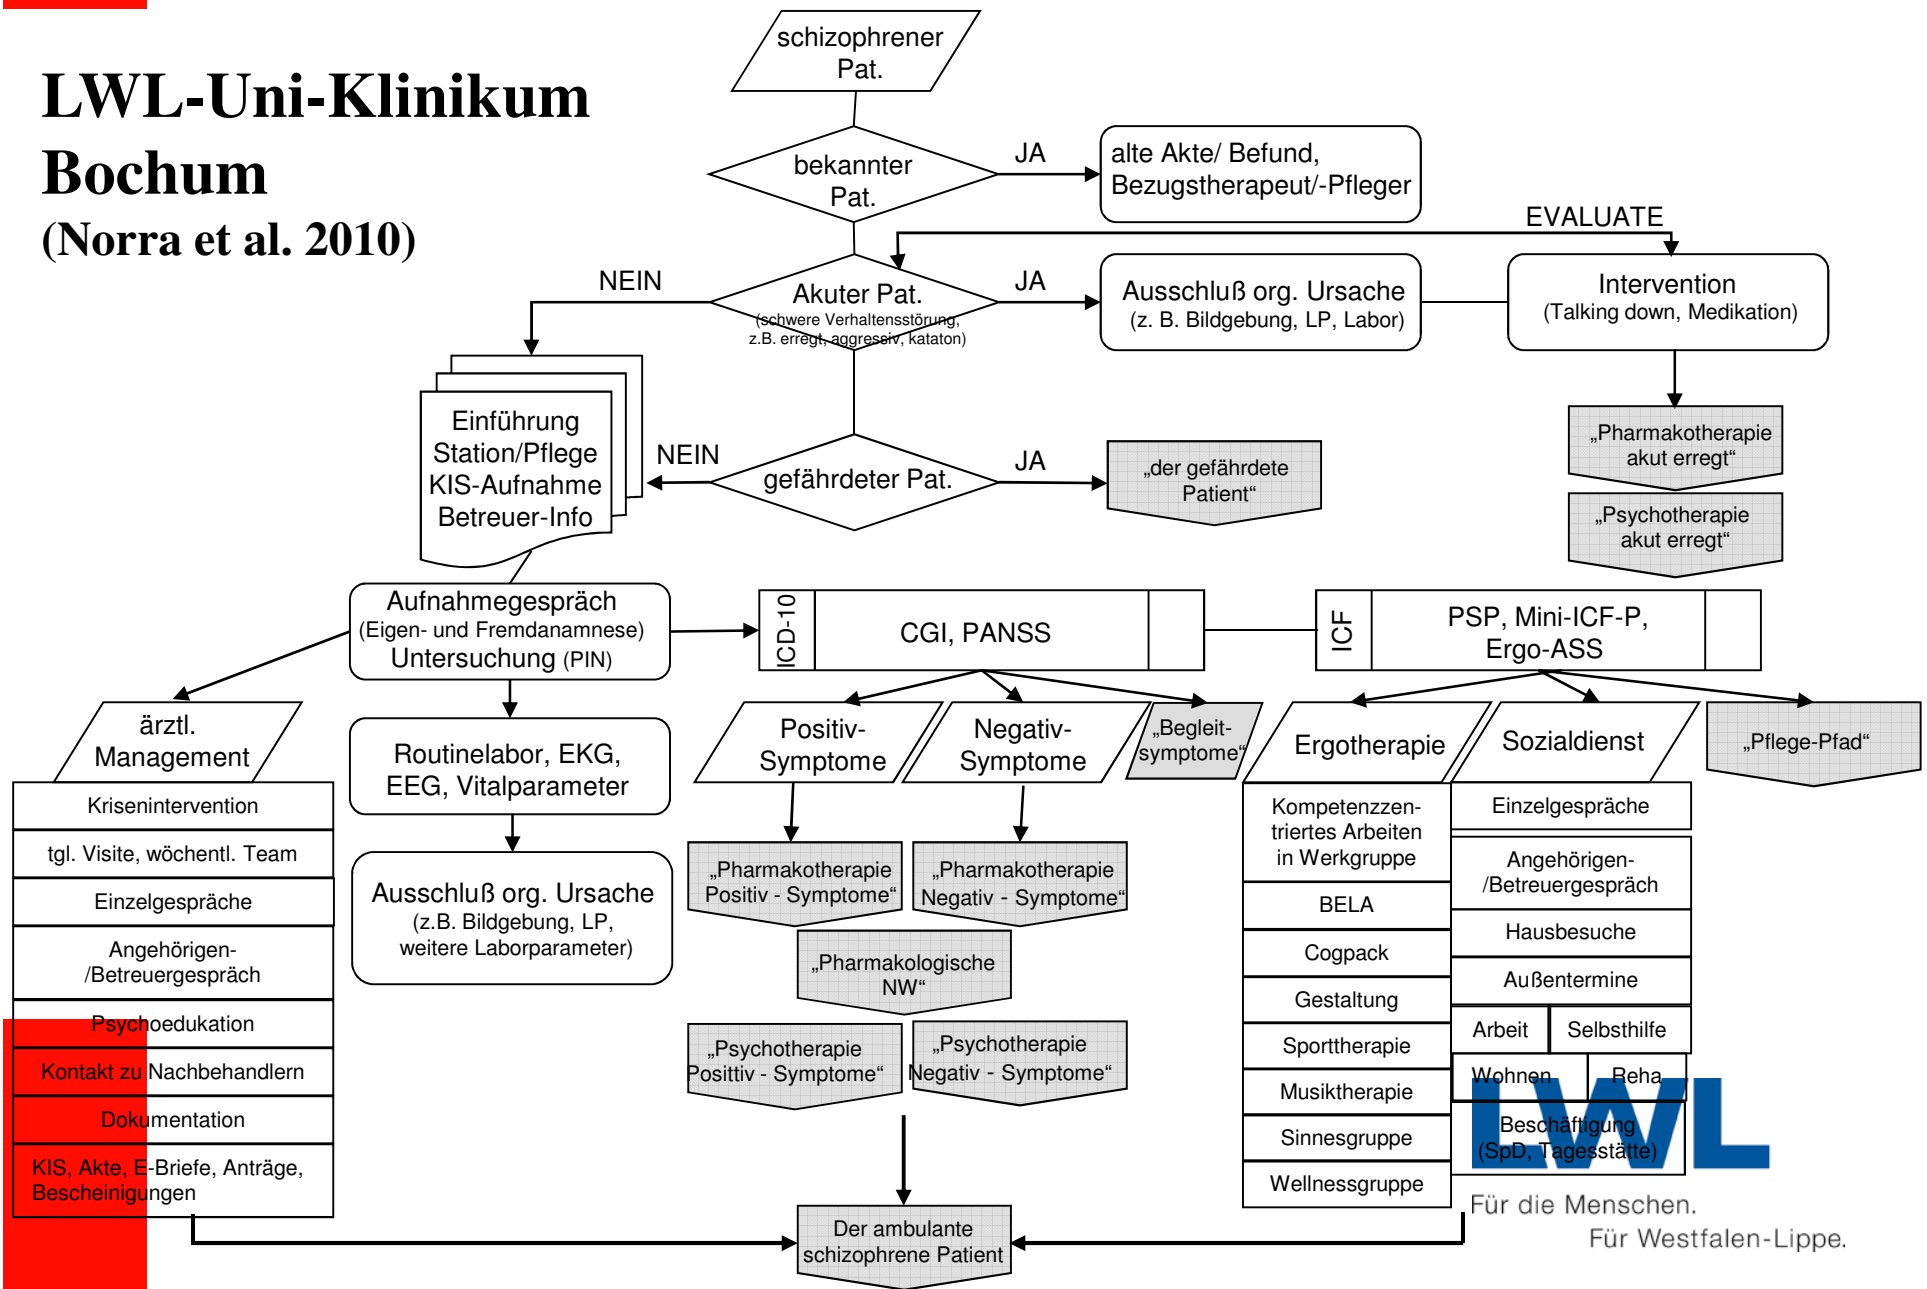 LWL-Uni-Klinikum
Bochum
(Norra et al. 2010)
schizophrener
Pat.
bekannter
Pat.
JA
alte Akte/ Befund,
Bezugstherapeut/-Pfleger
EVALUATE
NEIN
Akuter Pat.
(schwere Verhaltensstörung,
z.B. erregt, aggressiv, kataton)
JA
Ausschluß org. Ursache
(z. B. Bildgebung, LP, Labor)
Intervention
(Talking down, Medikation)
Einführung
Station/Pflege
KIS-Aufnahme
Betreuer-Info
NEIN
gefährdeter Pat.
JA
„der gefährdete
Patient“
„Pharmakotherapie
akut erregt“
„Psychotherapie
akut erregt“
Aufnahmegespräch
(Eigen- und Fremdanamnese)
Untersuchung (PIN)
ICD-10
CGI, PANSS
ICF
PSP, Mini-ICF-P,
Ergo-ASS
ärztl.
Management
Krisenintervention
tgl. Visite, wöchentl. Team
Einzelgespräche
Angehörigen-
/Betreuergespräch
Psychoedukation
Kontakt zu Nachbehandlern
Dokumentation
KIS, Akte, E-Briefe, Anträge,
Bescheinigungen
Routinelabor, EKG,
EEG, Vitalparameter
Ausschluß org. Ursache
(z.B. Bildgebung, LP,
weitere Laborparameter)
Positiv-
Symptome
Negativ-
Symptome
„Begleit-
symptome“
„Pharmakotherapie
Positiv - Symptome“
„Pharmakotherapie
Negativ - Symptome“
„Pharmakologische
NW“
„Psychotherapie
Posittiv - Symptome“
„Psychotherapie
Negativ - Symptome“
Der ambulante
schizophrene Patient
Ergotherapie
Kompetenzzen-
triertes Arbeiten
in Werkgruppe
BELA
Cogpack
Gestaltung
Sporttherapie
Musiktherapie
Sinnesgruppe
Wellnessgruppe
Sozialdienst
Einzelgespräche
Angehörigen-
/Betreuergespräch
Hausbesuche
Außentermine
Arbeit
Selbsthilfe
Wohnen
Reha
Beschäftigung
(SpD, Tagesstätte)
„Pflege-Pfad“
LWL
Für die Menschen.
Für Westfalen-Lippe.